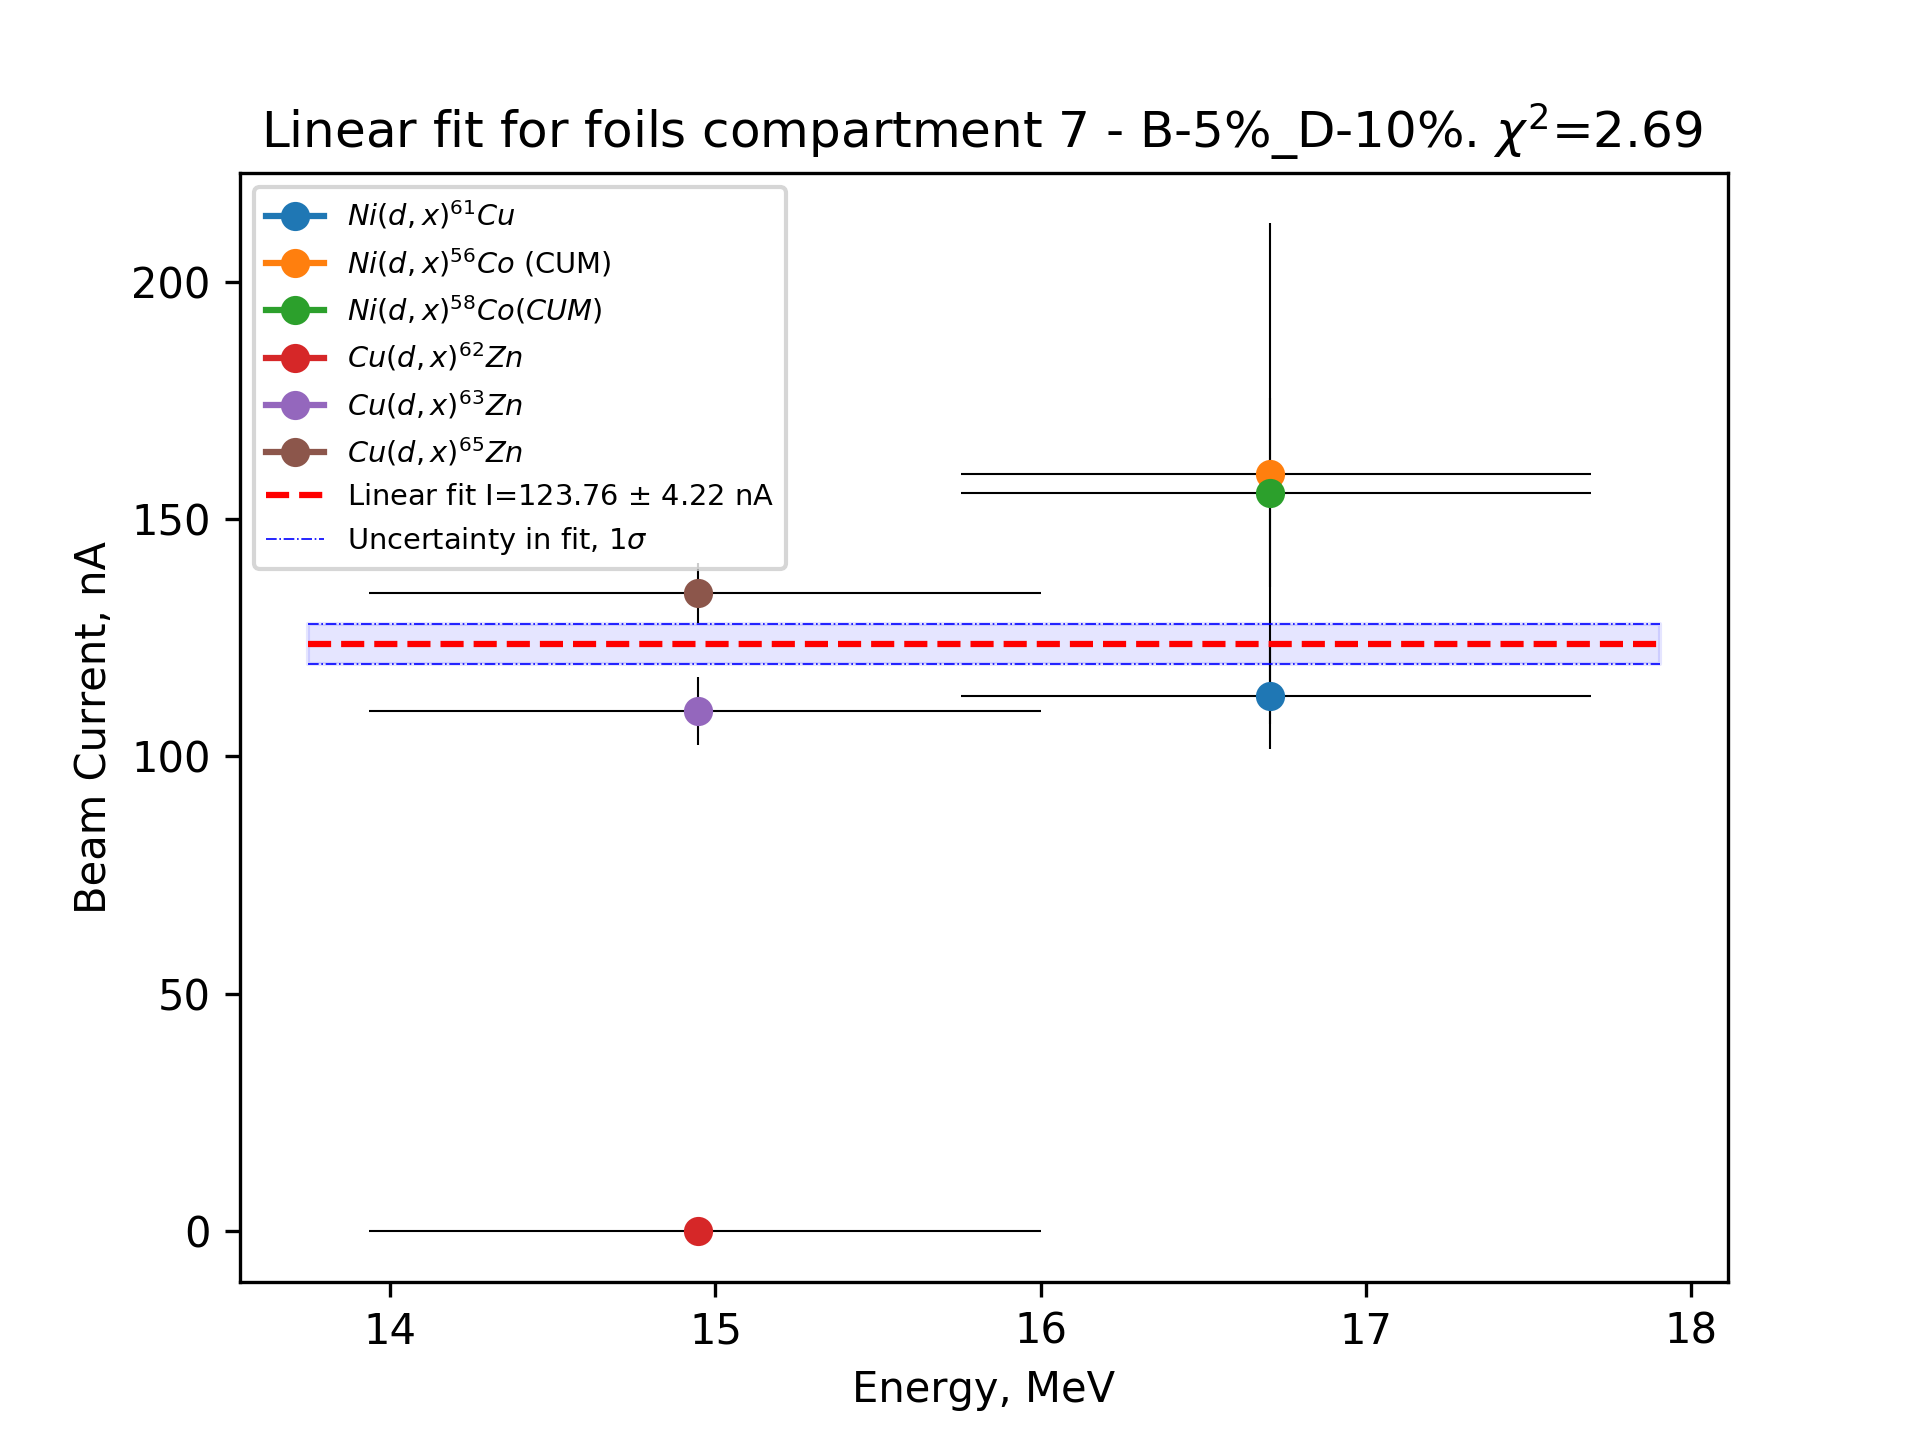 Linear fit for foils compartment 7 - B-5%_D-10%. χ²=2.69
Ni(d, x)⁶¹Cu
Ni(d, x)⁵⁶Co (CUM)
Ni(d, x)⁵⁸Co(CUM)
Cu(d, x)⁶²Zn
Cu(d, x)⁶³Zn
Cu(d, x)⁶⁵Zn
Linear fit I=123.76 ± 4.22 nA
Uncertainty in fit, 1σ
Beam Current, nA
200
150
100
50
0
14 15 16 17 18
Energy, MeV